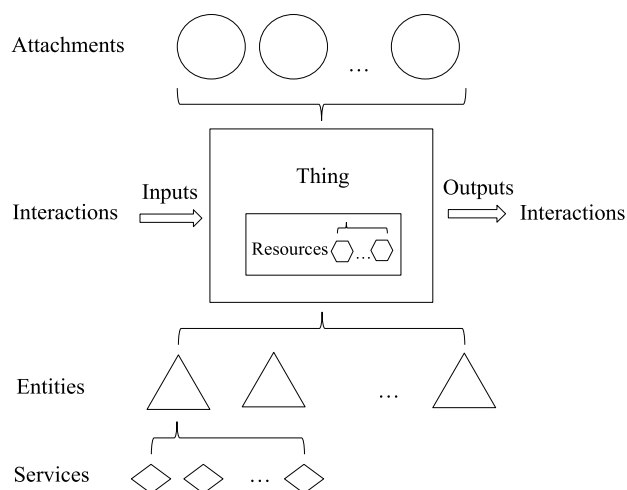 Attachments
…
Thing
Inputs
Outputs
Interactions
Interactions
Resources
…
Entities
…
Services
…